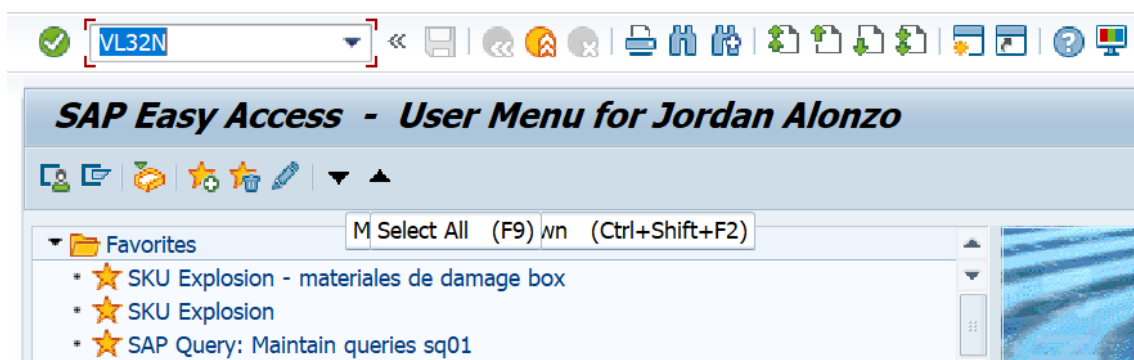 VL32N
SAP Easy Access - User Menu for Jordan Alonzo
M Select All (F9) wn (Ctrl+Shift+F2)
Favorites
SKU Explosion - materiales de damage box
SKU Explosion
SAP Query: Maintain queries sq01